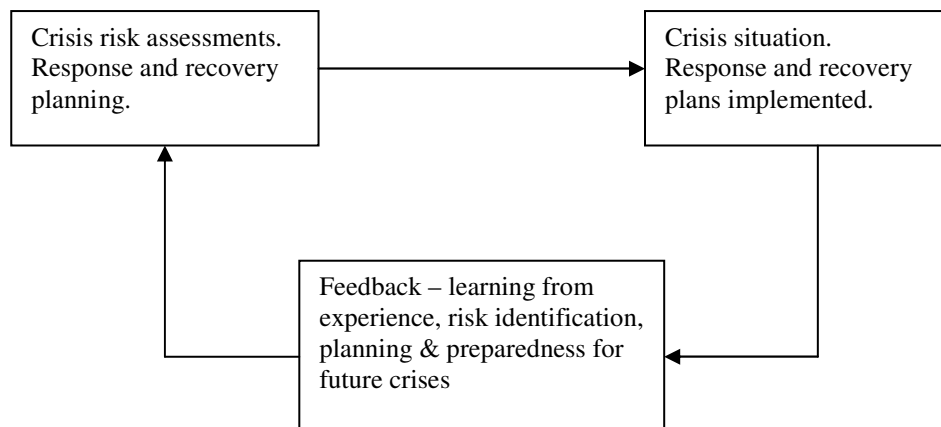 Crisis risk assessments.
Response and recovery
planning.
Crisis situation.
Response and recovery
plans implemented.
Feedback – learning from
experience, risk identification,
planning & preparedness for
future crises